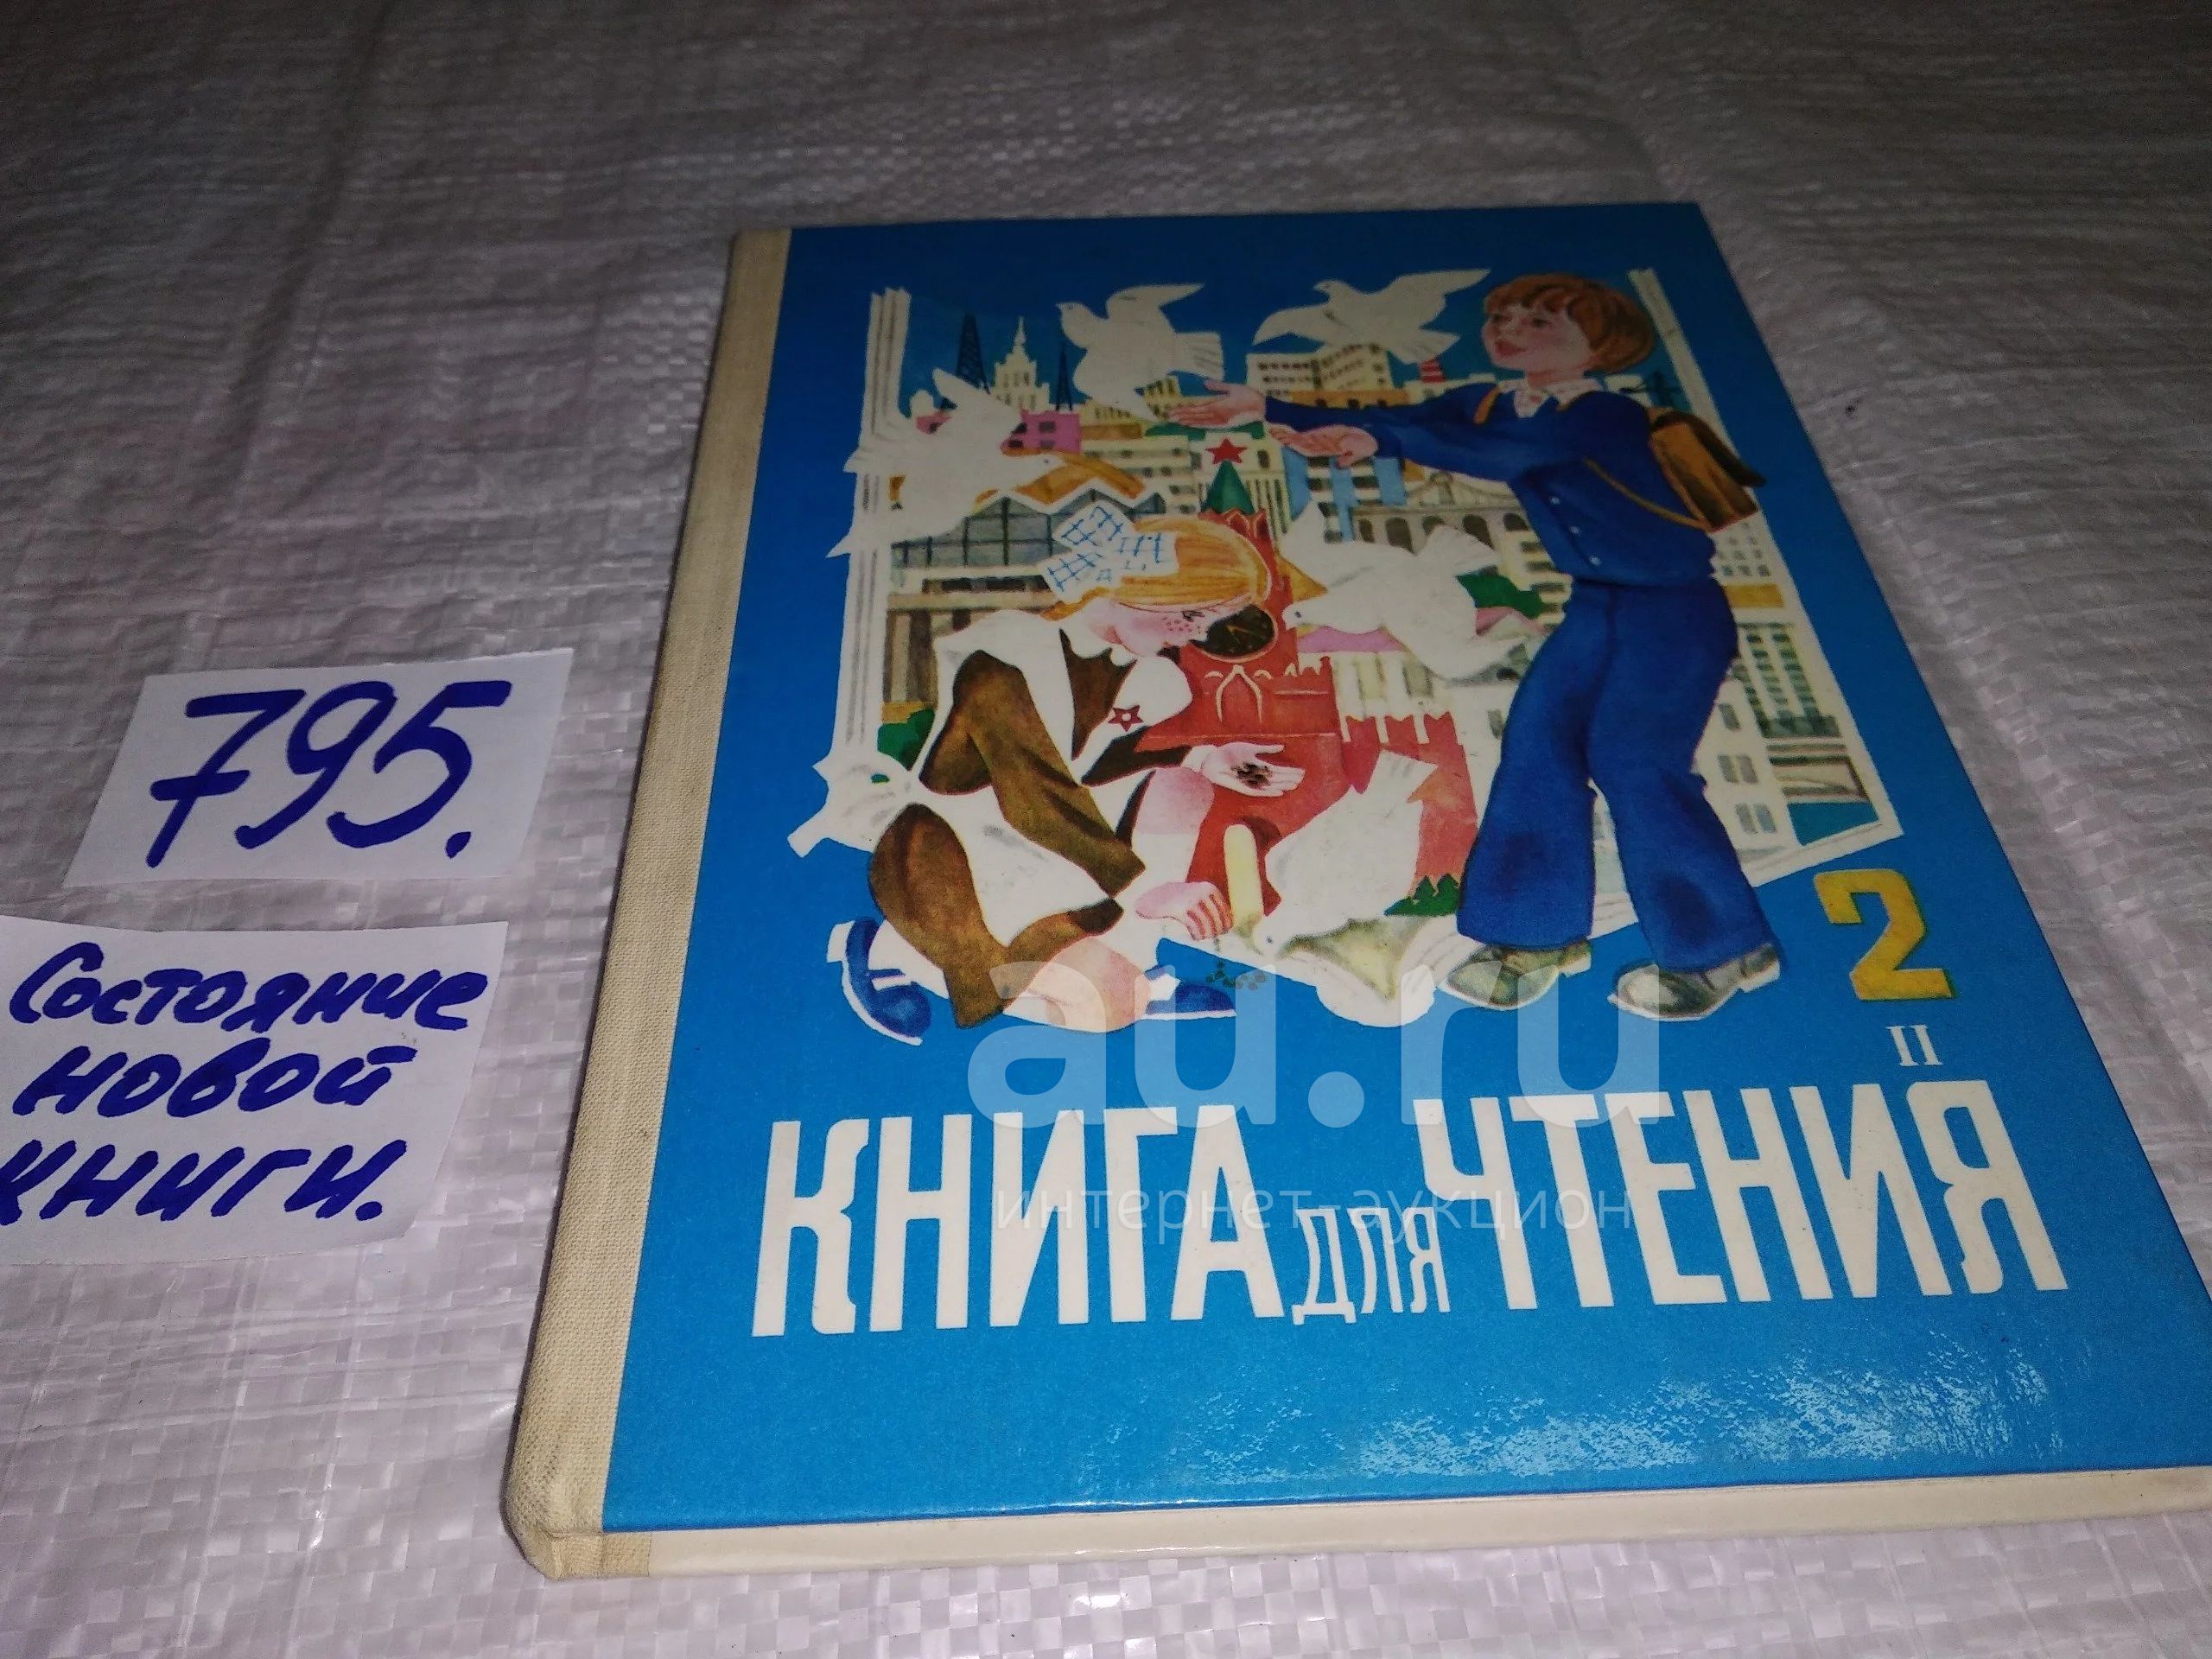 795.
Состояние
новой
книги.
2
II
КНИГА ДЛЯ ЧТЕНИЯ
au.ru
интернет-аукцион